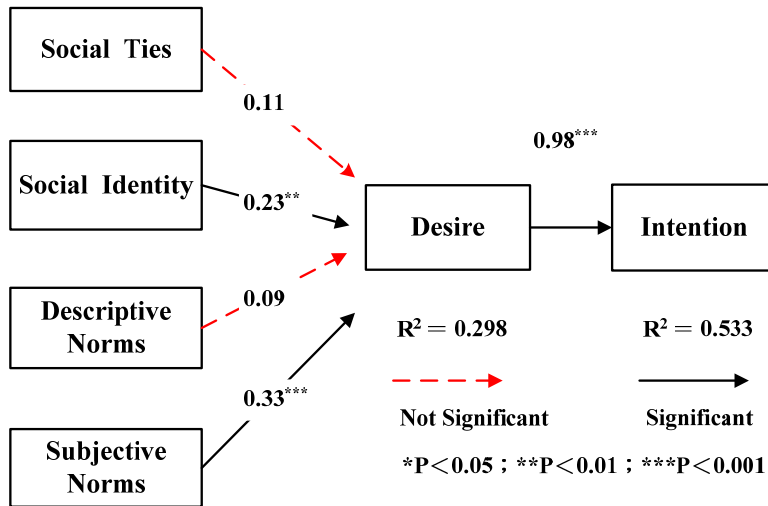 Social Ties
0.11
0.98***
Social Identity
0.23**
Desire
Intention
Descriptive
Norms
0.09
R² = 0.298
R² = 0.533
0.33***
Not Significant
Significant
Subjective
Norms
*P<0.05；**P<0.01；***P<0.001